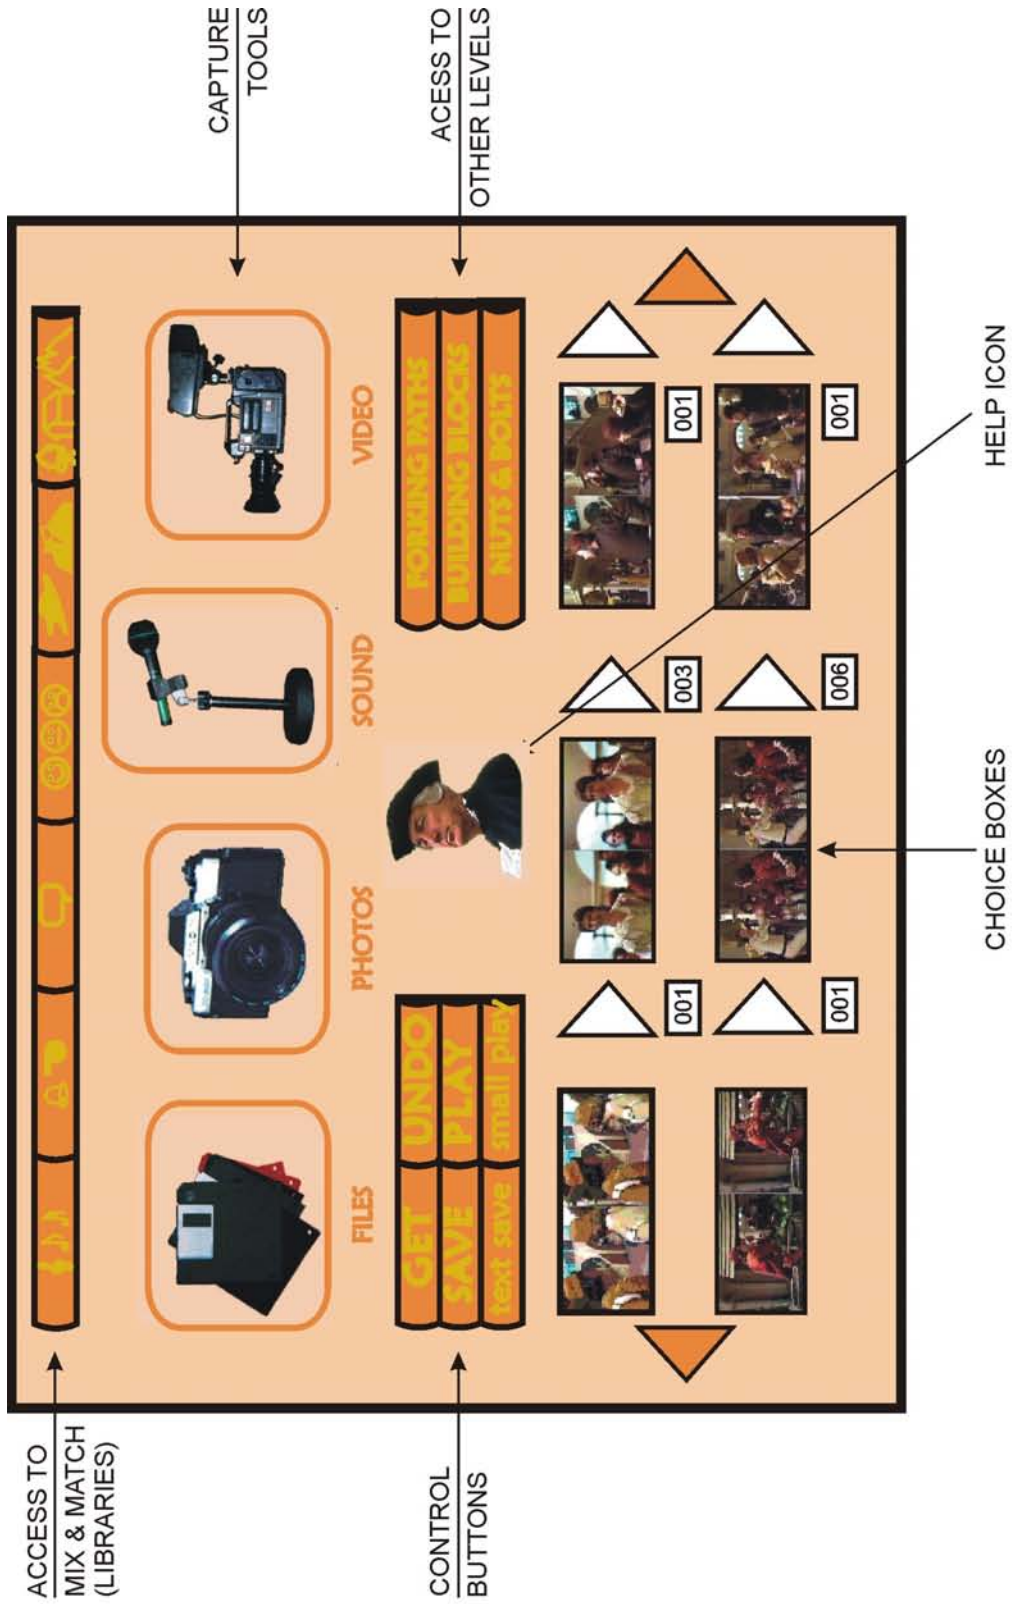 ACCESS TO
MIX & MATCH
(LIBRARIES)
CAPTURE
TOOLS
FILES
PHOTOS
SOUND
VIDEO
CONTROL
BUTTONS
GET UNDO
SAVE PLAY
text save small play
FORKING PATHS
BUILDING BLOCKS
NUTS & BOLTS
ACESS TO
OTHER LEVELS
001
003
001
001
006
001
CHOICE BOXES
HELP ICON